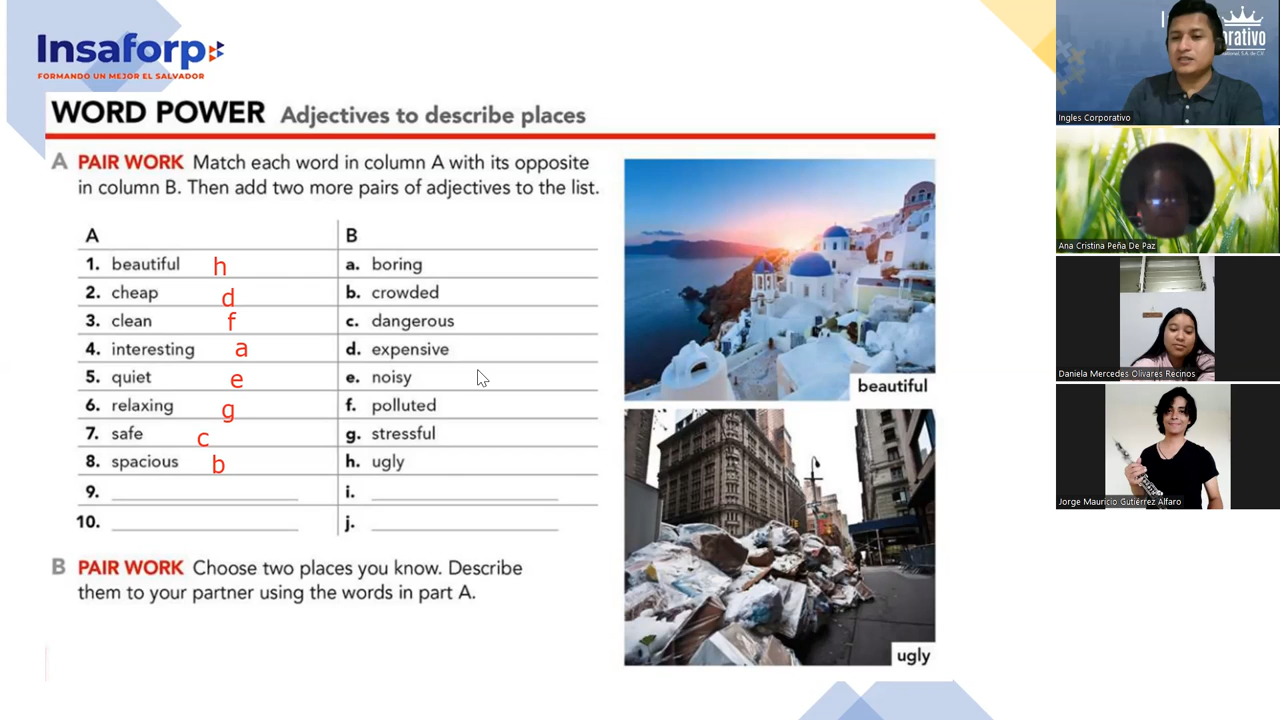 Insaforp
FORMANDO UN MEJOR EL SALVADOR
WORD POWER Adjectives to describe places
A PAIR WORK Match each word in column A with its opposite
in column B. Then add two more pairs of adjectives to the list.
A B
1. beautiful h a. boring
2. cheap d b. crowded
3. clean f c. dangerous
4. interesting a d. expensive
5. quiet e e. noisy
6. relaxing g f. polluted
7. safe c g. stressful
8. spacious b h. ugly
9. i.
10. j.
B PAIR WORK Choose two places you know. Describe
them to your partner using the words in part A.
beautiful
ugly
Ingles Corporativo
Ana Cristina Peña De Paz
Daniela Mercedes Olivares Recinos
Jorge Mauricio Gutiérrez Alfaro